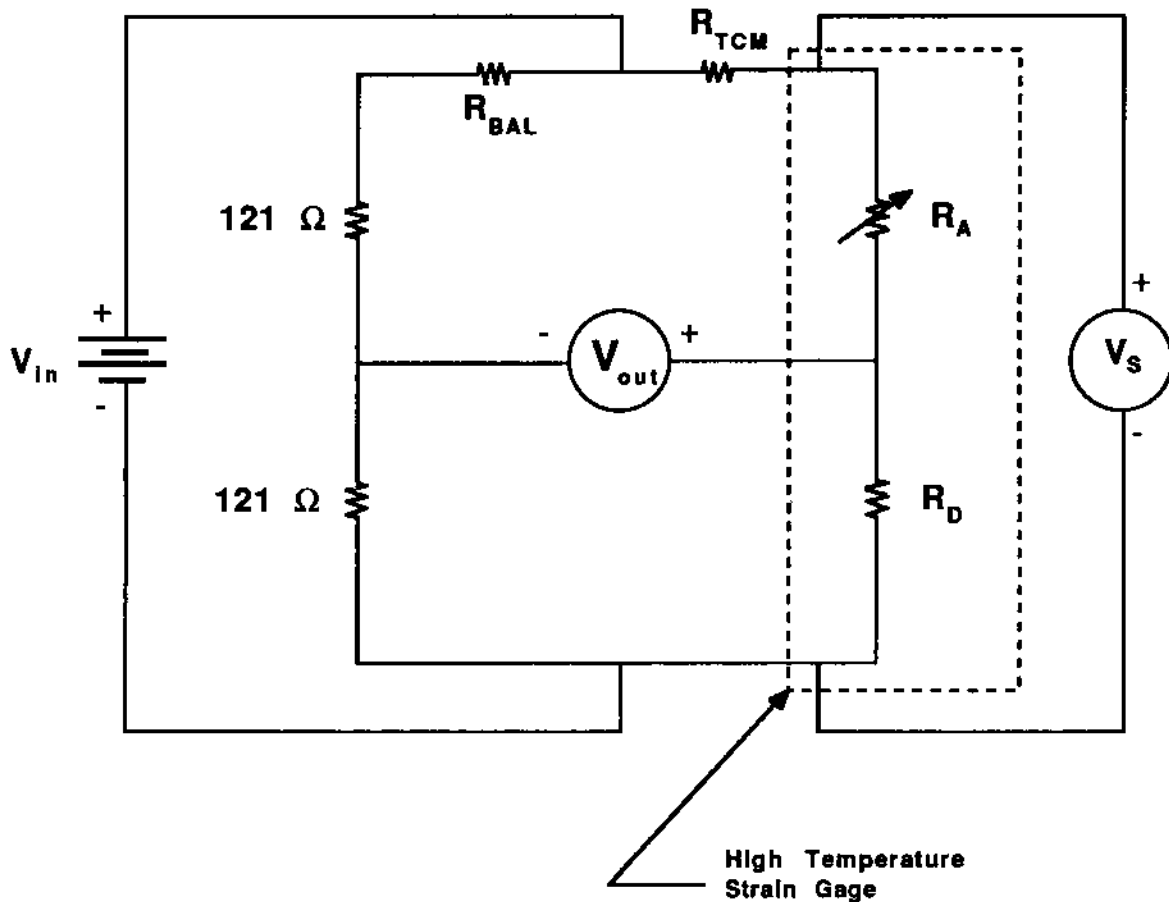 R_TCM
R_BAL
121 Ω
R_A
+
-
+
+
V_in
V_out
V_S
-
-
121 Ω
R_D
High Temperature
Strain Gage